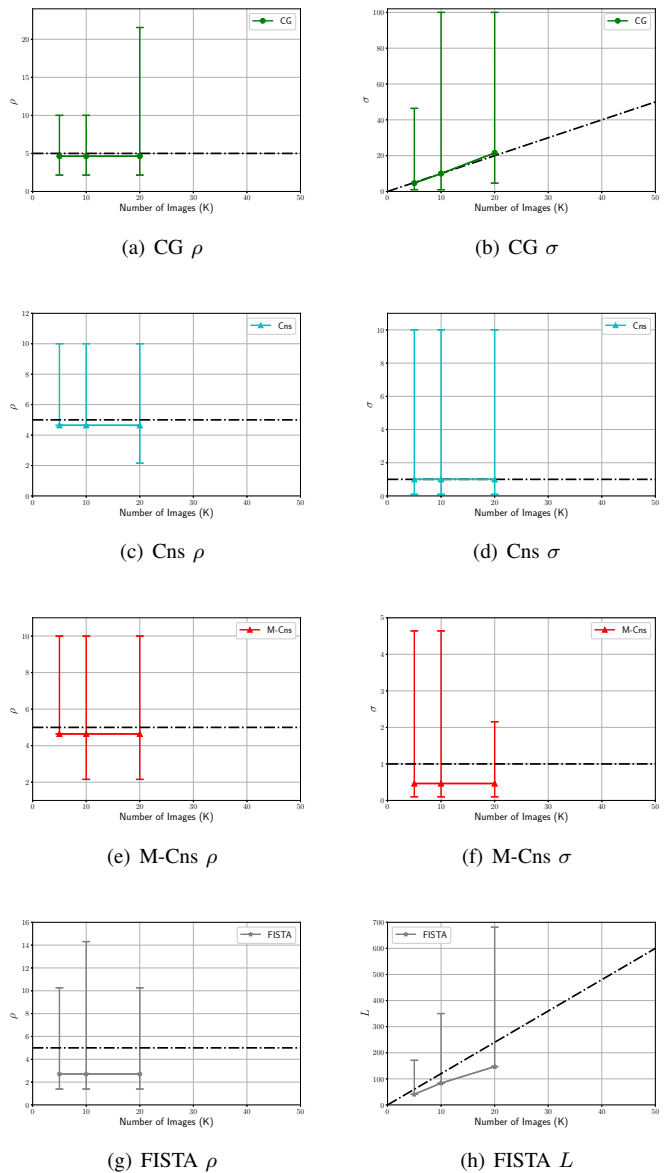 CG
20
15
10
5
0
ρ
0 10 20 30 40 50
Number of Images (K)
(a) CG ρ
CG
100
80
60
40
20
0
σ
0 10 20 30 40 50
Number of Images (K)
(b) CG σ
Cns
12
10
8
6
4
2
0
ρ
0 10 20 30 40 50
Number of Images (K)
(c) Cns ρ
Cns
10
8
6
4
2
0
σ
0 10 20 30 40 50
Number of Images (K)
(d) Cns σ
M-Cns
10
8
6
4
2
ρ
0 10 20 30 40 50
Number of Images (K)
(e) M-Cns ρ
M-Cns
5
4
3
2
1
0
σ
0 10 20 30 40 50
Number of Images (K)
(f) M-Cns σ
FISTA
16
14
12
10
8
6
4
2
0
ρ
0 10 20 30 40 50
Number of Images (K)
(g) FISTA ρ
FISTA
700
600
500
400
300
200
100
0
L
0 10 20 30 40 50
Number of Images (K)
(h) FISTA L